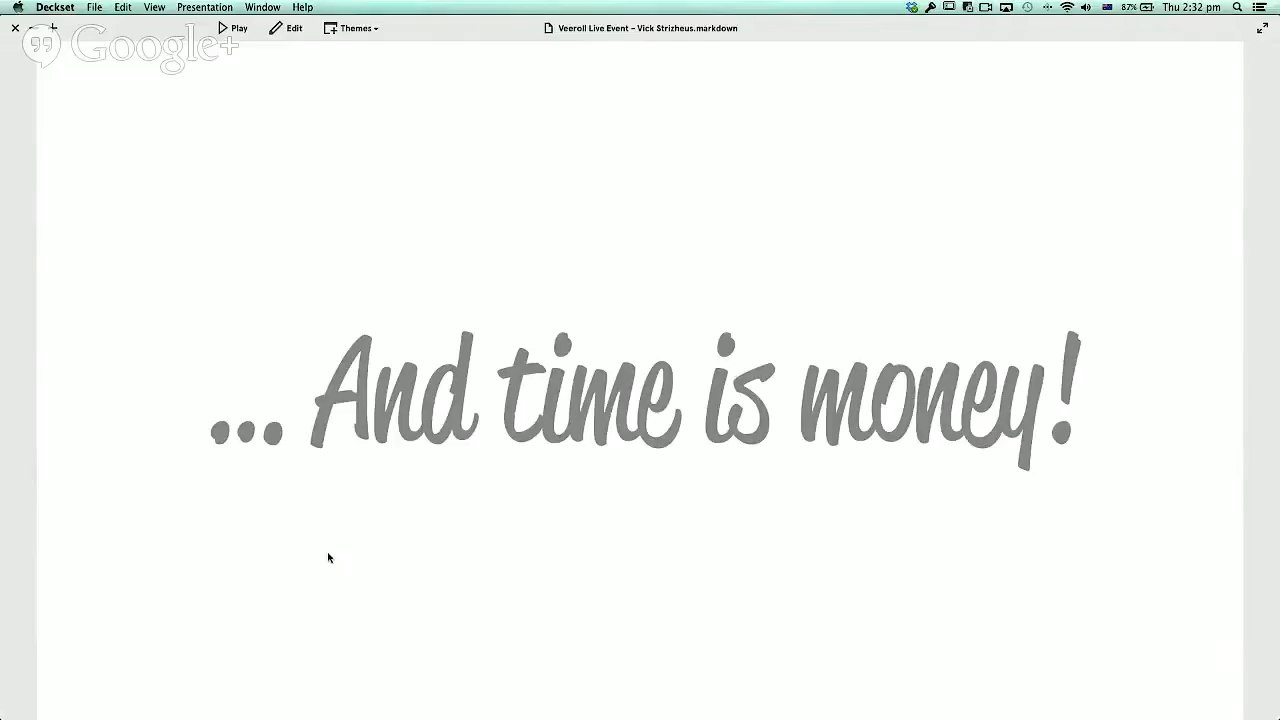 Deckset File Edit View Presentation Window Help 87% Thu 2:32 pm
Play Edit Themes Veeroll Live Event – Vick Strizheus.markdown
Google+
... And time is money!